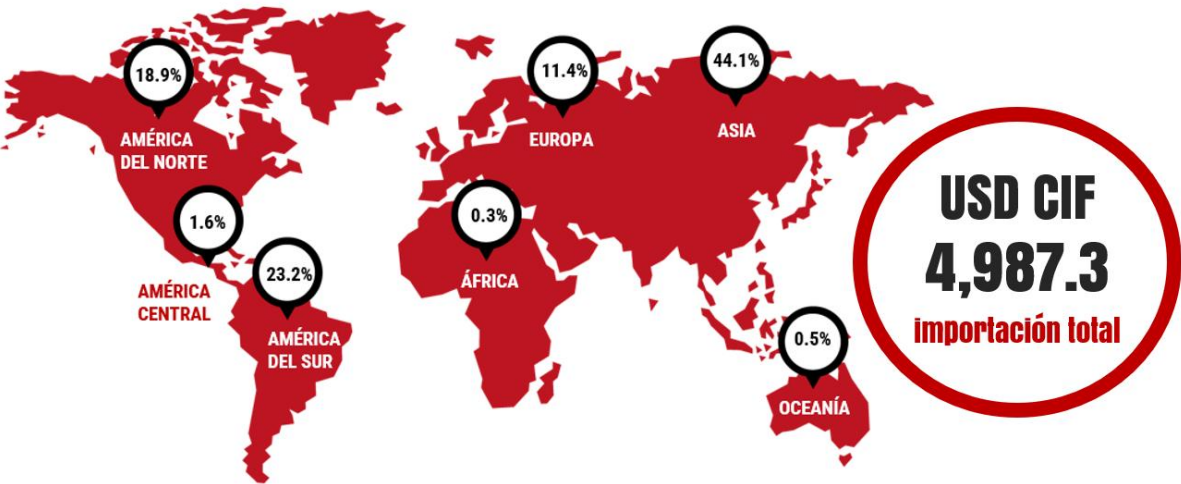 18.9%
AMÉRICA
DEL NORTE
1.6%
AMÉRICA
CENTRAL
23.2%
AMÉRICA
DEL SUR
11.4%
EUROPA
0.3%
ÁFRICA
44.1%
ASIA
0.5%
OCEANÍA
USD CIF
4,987.3
importación total